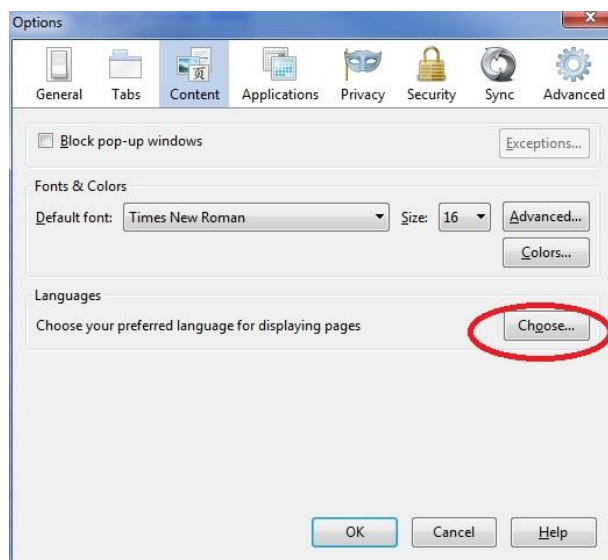 Options
General Tabs Content Applications Privacy Security Sync Advanced
Block pop-up windows Exceptions...
Fonts & Colors
Default font: Times New Roman Size: 16 Advanced...
Colors...
Languages
Choose your preferred language for displaying pages Choose...
OK Cancel Help